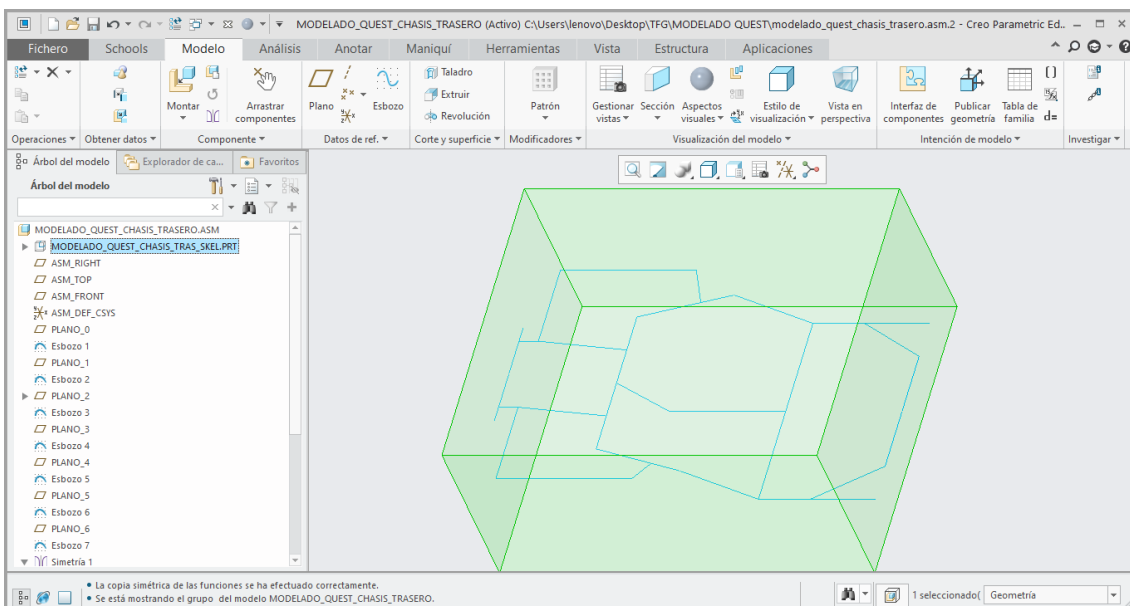 MODELADO_QUEST_CHASIS_TRASERO (Activo) C:\Users\lenovo\Desktop\TFG\MODELADO QUEST\modelado_quest_chasis_trasero.asm.2 - Creo Parametric Ed..
Fichero Schools Modelo Análisis Anotar Maniquí Herramientas Vista Estructura Aplicaciones
Montar Arrastrar componentes Plano Esbozo Taladro Extruir Revolución Patrón Gestionar vistas Sección Aspectos visuales Estilo de visualización Vista en perspectiva Interfaz de componentes Publicar geometría Tabla de familia d=
Operaciones Obtener datos Componente Datos de ref. Corte y superficie Modificadores Visualización del modelo Intención de modelo Investigar
Árbol del modelo Explorador de ca... Favoritos
Árbol del modelo
MODELADO_QUEST_CHASIS_TRASERO.ASM
MODELADO_QUEST_CHASIS_TRAS_SKEL.PRT
ASM_RIGHT
ASM_TOP
ASM_FRONT
ASM_DEF_CSYS
PLANO_0
Esbozo 1
PLANO_1
Esbozo 2
PLANO_2
Esbozo 3
PLANO_3
Esbozo 4
PLANO_4
Esbozo 5
PLANO_5
Esbozo 6
PLANO_6
Esbozo 7
Simetría 1
• La copia simétrica de las funciones se ha efectuado correctamente.
• Se está mostrando el grupo del modelo MODELADO_QUEST_CHASIS_TRASERO.
1 seleccionado( Geometría